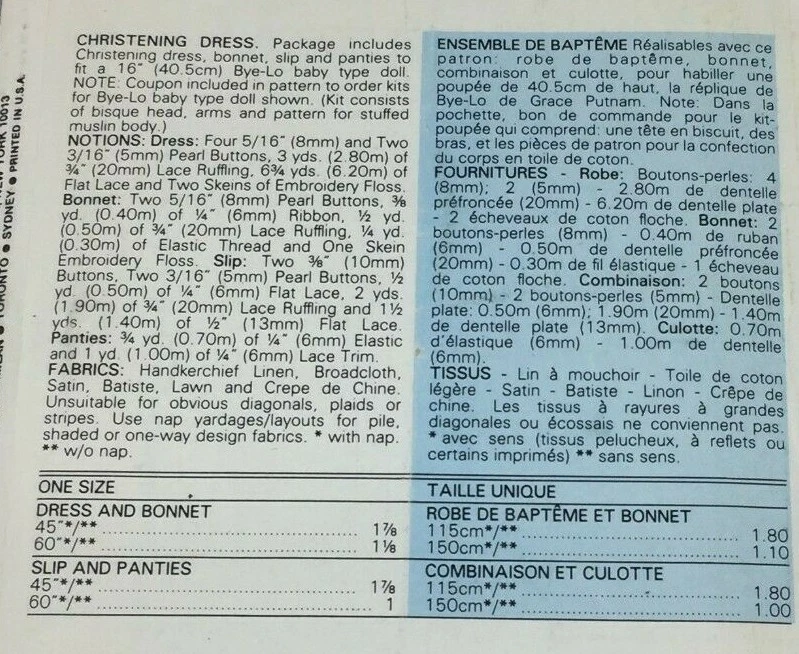 CHRISTENING DRESS. Package includes
Christening dress, bonnet, slip and panties to
fit a 16" (40.5cm) Bye-Lo baby type doll.
NOTE: Coupon included in pattern to order kits
for Bye-Lo baby type doll shown. (Kit consists
of bisque head, arms and pattern for stuffed
muslin body.)
NOTIONS: Dress: Four 5/16" (8mm) and Two
3/16" (5mm) Pearl Buttons, 3 yds. (2.80m) of
¾" (20mm) Lace Ruffling, 6¾ yds. (6.20m) of
Flat Lace and Two Skeins of Embroidery Floss.
Bonnet: Two 5/16" (8mm) Pearl Buttons, ⅜
yd. (0.40m) of ¼" (6mm) Ribbon, ½ yd.
(0.50m) of ¾" (20mm) Lace Ruffling, ¼ yd.
(0.30m) of Elastic Thread and One Skein
Embroidery Floss. Slip: Two ⅜" (10mm)
Buttons, Two 3/16" (5mm) Pearl Buttons, ½
yd. (0.50m) of ¼" (6mm) Flat Lace, 2 yds.
(1.90m) of ¾" (20mm) Lace Ruffling and 1½
yds. (1.40m) of ½" (13mm) Flat Lace.
Panties: ¾ yd. (0.70m) of ¼" (6mm) Elastic
and 1 yd. (1.00m) of ¼" (6mm) Lace Trim.
FABRICS: Handkerchief Linen, Broadcloth,
Satin, Batiste, Lawn and Crepe de Chine.
Unsuitable for obvious diagonals, plaids or
stripes. Use nap yardages/layouts for pile,
shaded or one-way design fabrics. * with nap.
** w/o nap.
ENSEMBLE DE BAPTÊME Réalisables avec ce
patron: robe de baptême, bonnet,
combinaison et culotte, pour habiller une
poupée de 40.5cm de haut, la réplique de
Bye-Lo de Grace Putnam. Note: Dans la
pochette, bon de commande pour le kit-
poupée qui comprend: une tête en biscuit, des
bras, et les pièces de patron pour la confection
du corps en toile de coton.
FOURNITURES - Robe: Boutons-perles: 4
(8mm); 2 (5mm) - 2.80m de dentelle
préfroncée (20mm) - 6.20m de dentelle plate
- 2 écheveaux de coton floche. Bonnet: 2
boutons-perles (8mm) - 0.40m de ruban
(6mm) - 0.50m de dentelle préfroncée
(20mm) - 0.30m de fil élastique - 1 écheveau
de coton floche. Combinaison: 2 boutons
(10mm) - 2 boutons-perles (5mm) - Dentelle
plate: 0.50m (6mm); 1.90m (20mm) - 1.40m
de dentelle plate (13mm). Culotte: 0.70m
d'élastique (6mm) - 1.00m de dentelle
(6mm).
TISSUS - Lin à mouchoir - Toile de coton
légère - Satin - Batiste - Linon - Crêpe de
chine. Les tissus à rayures à grandes
diagonales ou écossais ne conviennent pas.
* avec sens (tissus pelucheux, à reflets ou
certains imprimés) ** sans sens.
ONE SIZE
DRESS AND BONNET
45"*/** 1⅞
60"*/** 1⅛
SLIP AND PANTIES
45"*/** 1⅞
60"*/** 1
TAILLE UNIQUE
ROBE DE BAPTÊME ET BONNET
115cm*/** 1.80
150cm*/** 1.10
COMBINAISON ET CULOTTE
115cm*/** 1.80
150cm*/** 1.00
TORONTO ● SYDNEY ● PRINTED IN U.S.A.
YORK 10013